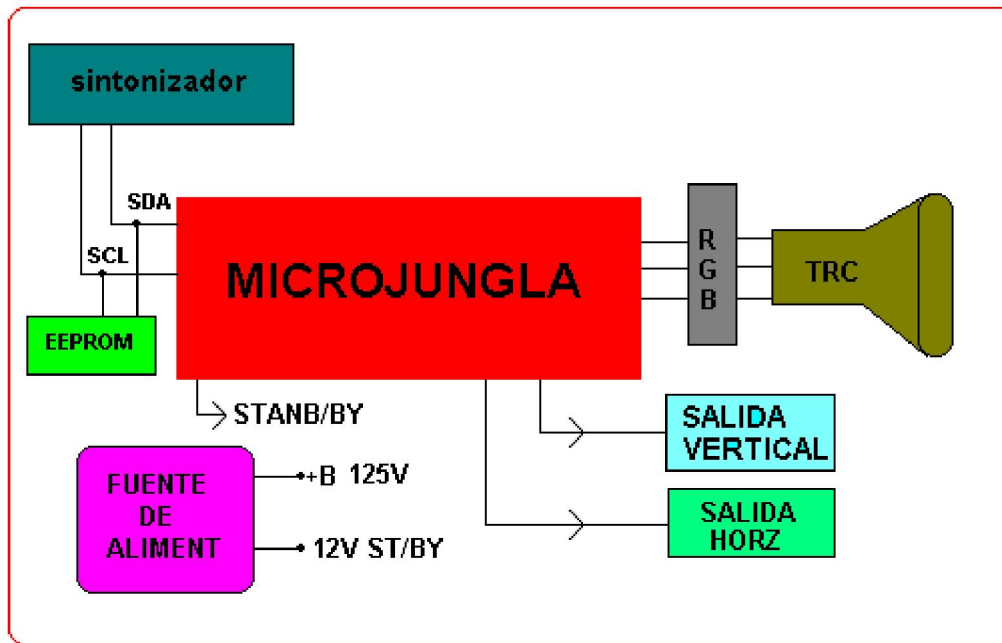 sintonizador
SDA
SCL
EEPROM
MICROJUNGLA
R
G
B
TRC
STANB/BY
SALIDA
VERTICAL
SALIDA
HORZ
FUENTE
DE
ALIMENT
+B 125V
12V ST/BY